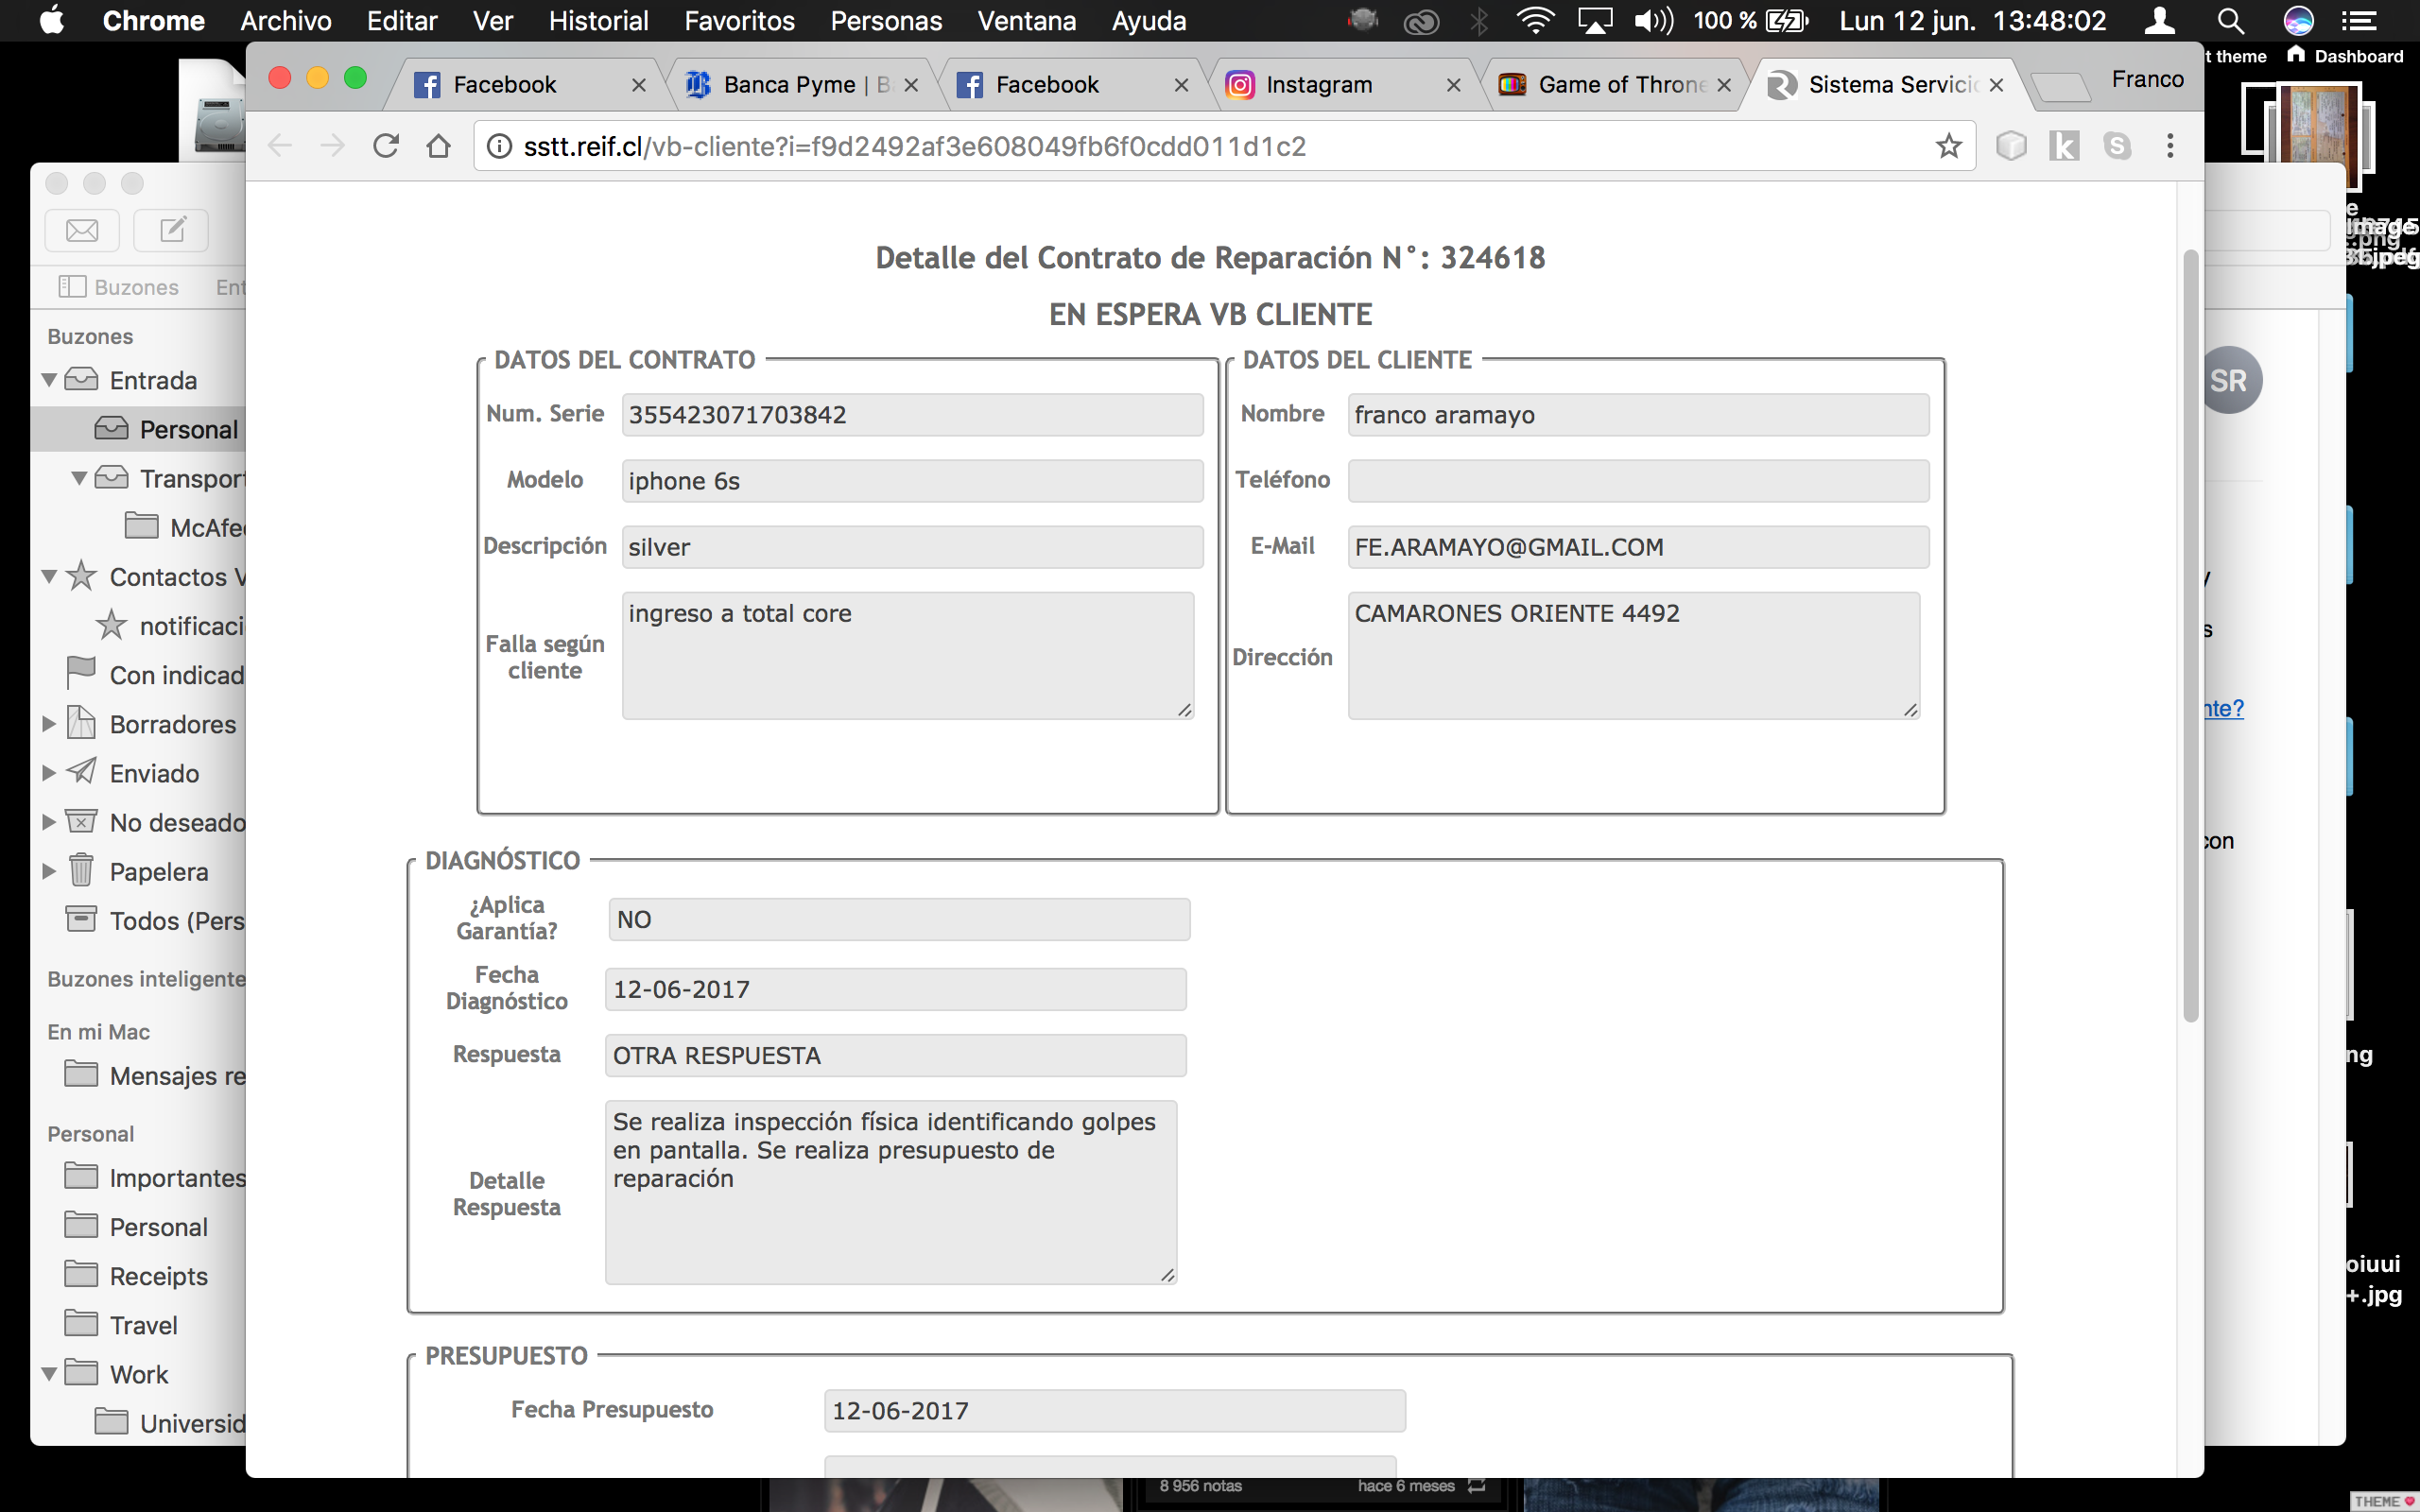 Chrome Archivo Editar Ver Historial Favoritos Personas Ventana Ayuda 100 % Lun 12 jun. 13:48:02
t theme Dashboard
Facebook
Banca Pyme | B
Facebook
Instagram
Game of Throne
Sistema Servicio
Franco
sstt.reif.cl/vb-cliente?i=f9d2492af3e608049fb6f0cdd011d1c2
Buzones Ent
Buzones
Entrada
Personal
Transport
McAfee
Contactos V
notificaci
Con indicad
Borradores
Enviado
No deseado
Papelera
Todos (Pers
Buzones inteligente
En mi Mac
Mensajes re
Personal
Importantes
Personal
Receipts
Travel
Work
Universid
Detalle del Contrato de Reparación N°: 324618
EN ESPERA VB CLIENTE
DATOS DEL CONTRATO
Num. Serie 355423071703842
Modelo iphone 6s
Descripción silver
Falla según cliente ingreso a total core
DATOS DEL CLIENTE
Nombre franco aramayo
Teléfono
E-Mail FE.ARAMAYO@GMAIL.COM
Dirección CAMARONES ORIENTE 4492
DIAGNÓSTICO
¿Aplica Garantía? NO
Fecha Diagnóstico 12-06-2017
Respuesta OTRA RESPUESTA
Detalle Respuesta
Se realiza inspección física identificando golpes
en pantalla. Se realiza presupuesto de
reparación
PRESUPUESTO
Fecha Presupuesto 12-06-2017
SR
y
s
nte?
con
ng
oiuui
+.jpg
8 956 notas hace 6 meses
THEME